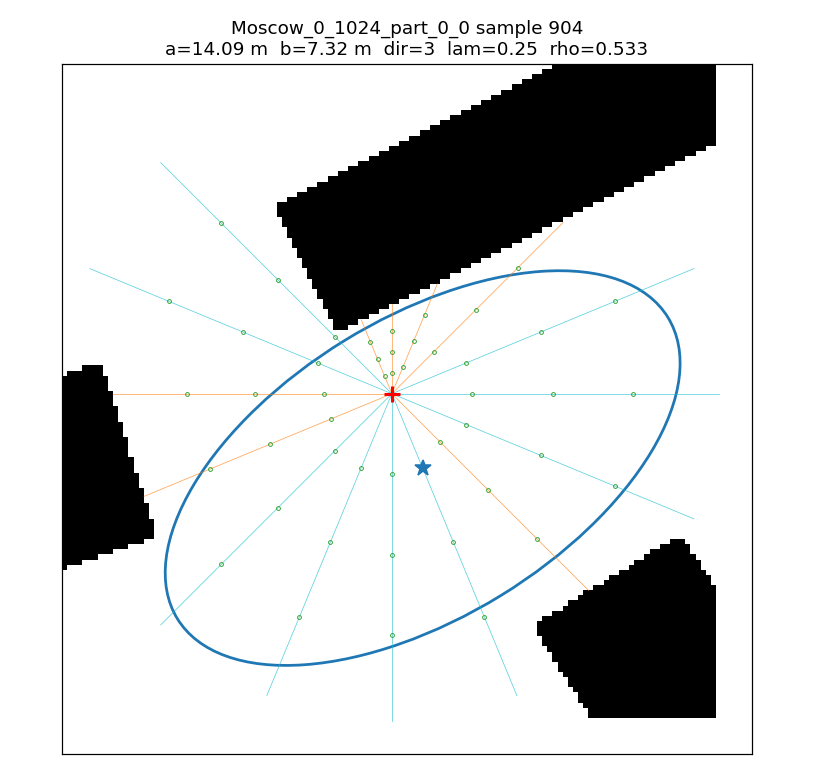 Moscow_0_1024_part_0_0 sample 904
a=14.09 m  b=7.32 m  dir=3  lam=0.25  rho=0.533